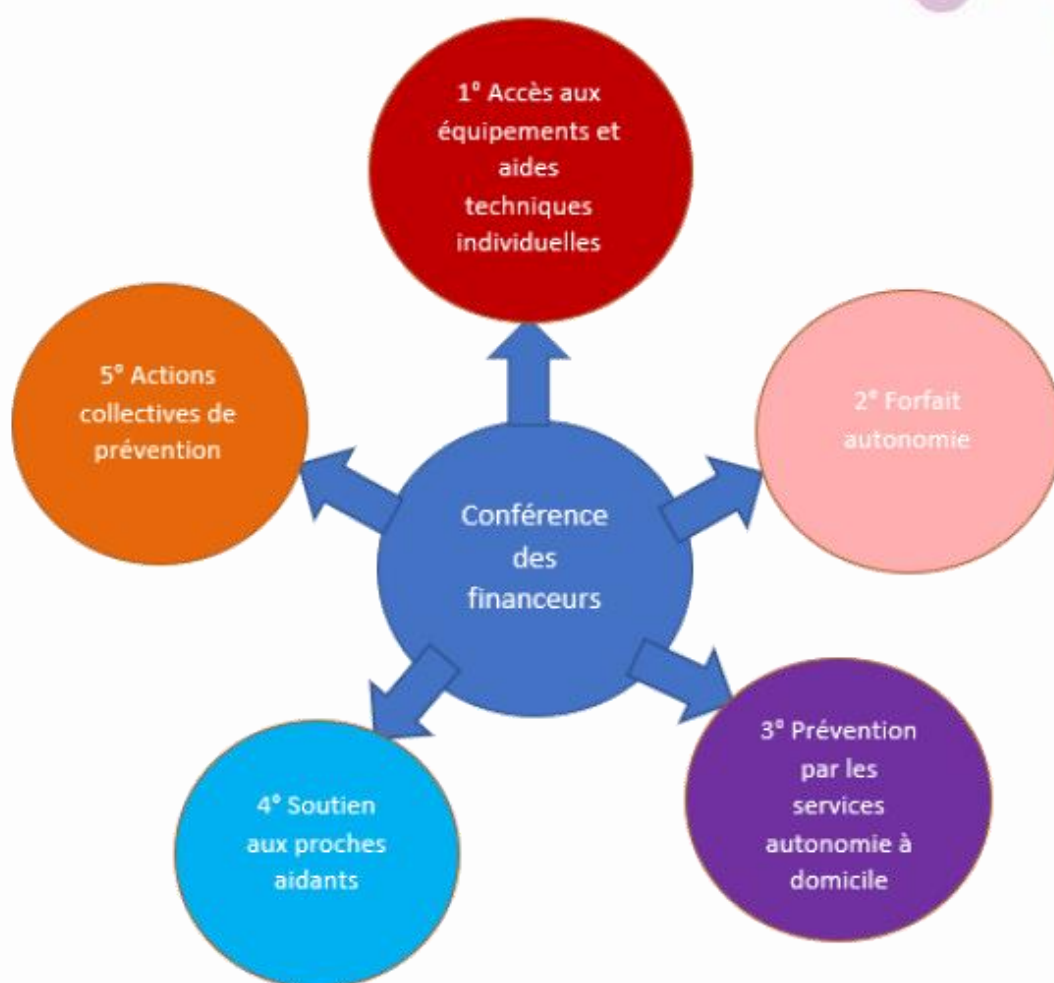 1° Accès aux
équipements et
aides
techniques
individuelles
2° Forfait
autonomie
3° Prévention
par les
services
autonomie à
domicile
4° Soutien
aux proches
aidants
5° Actions
collectives de
prévention
Conférence
des
financeurs